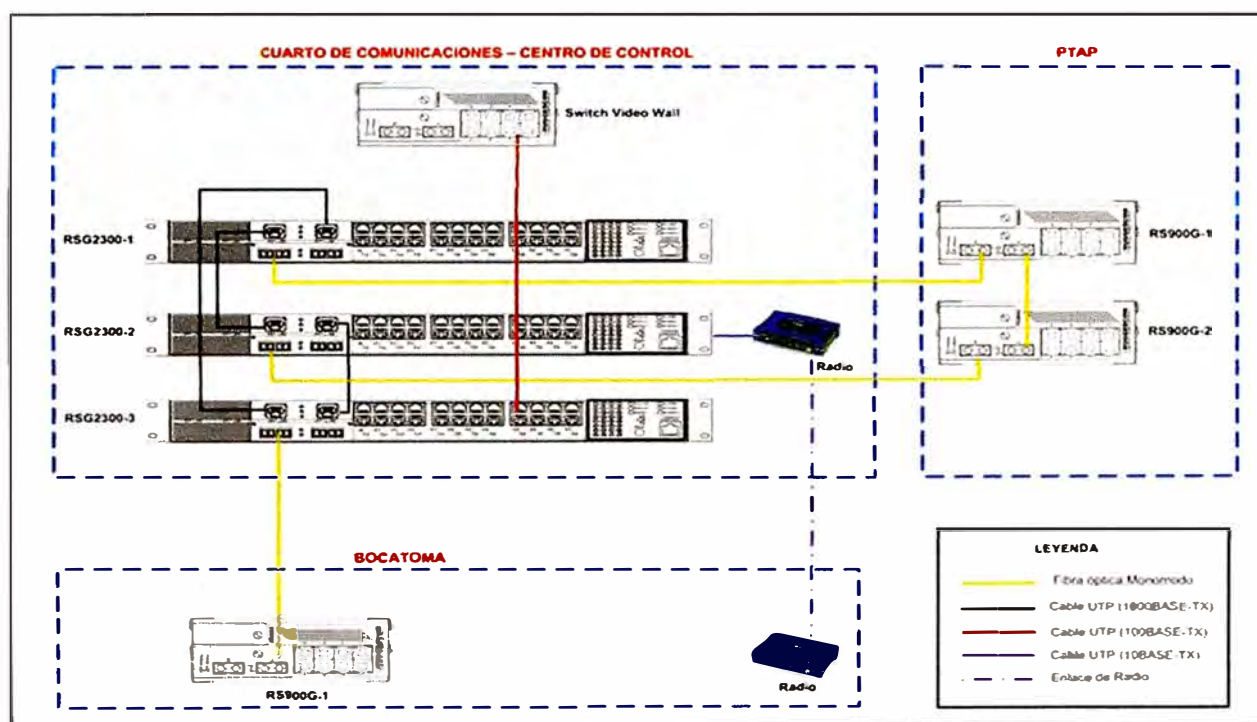 CUARTO DE COMUNICACIONES – CENTRO DE CONTROL
PTAP
Switch Video Wall
RSG2300-1
RS900G-1
RSG2300-2
RS900G-2
Radio
RSG2300-3
LEYENDA
Fibra óptica Monomodo
Cable UTP (1000BASE-TX)
Cable UTP (100BASE-TX)
Cable UTP (10BASE-TX)
Enlace de Radio
BOCATOMA
RS900G-1
Radio